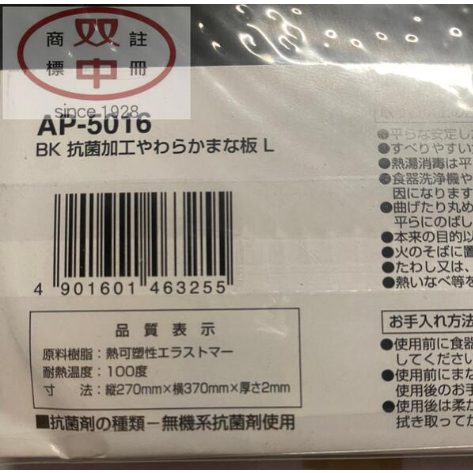 商標
双中
註冊
since 1928
AP-5016
BK 抗菌加工やわらかまな板 L
4 901601 463255
品質表示
原料樹脂：熱可塑性エラストマー
耐熱温度：100度
寸　法：縦270mm×横370mm×厚さ2mm
■抗菌剤の種類－無機系抗菌剤使用
●平らな安定し
●すべりやすい
●熱湯消毒は平
●食器洗浄機や
因になります
●曲げたり丸め
平らにのばし
●本来の目的以
●火のそばに置
●たわし又は、
●熱いなべ等を
お手入れ方法
●使用前に食器
してくださ
●使用前にまな
使用後のお手
●使用後は柔か
拭き取ってか